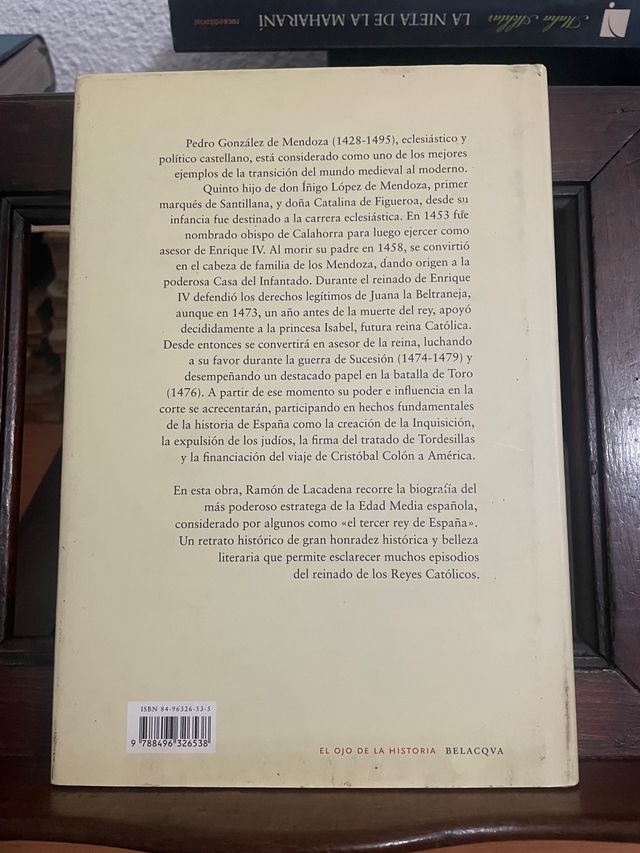 rocaeditorial LA NIETA DE LA MAHARANÍ Maha Akhtar
Pedro González de Mendoza (1428-1495), eclesiástico y
político castellano, está considerado como uno de los mejores
ejemplos de la transición del mundo medieval al moderno.
Quinto hijo de don Íñigo López de Mendoza, primer
marqués de Santillana, y doña Catalina de Figueroa, desde su
infancia fue destinado a la carrera eclesiástica. En 1453 fue
nombrado obispo de Calahorra para luego ejercer como
asesor de Enrique IV. Al morir su padre en 1458, se convirtió
en el cabeza de familia de los Mendoza, dando origen a la
poderosa Casa del Infantado. Durante el reinado de Enrique
IV defendió los derechos legítimos de Juana la Beltraneja,
aunque en 1473, un año antes de la muerte del rey, apoyó
decididamente a la princesa Isabel, futura reina Católica.
Desde entonces se convertirá en asesor de la reina, luchando
a su favor durante la guerra de Sucesión (1474-1479) y
desempeñando un destacado papel en la batalla de Toro
(1476). A partir de ese momento su poder e influencia en la
corte se acrecentarán, participando en hechos fundamentales
de la historia de España como la creación de la Inquisición,
la expulsión de los judíos, la firma del tratado de Tordesillas
y la financiación del viaje de Cristóbal Colón a América.
En esta obra, Ramón de Lacadena recorre la biografía del
más poderoso estratega de la Edad Media española,
considerado por algunos como «el tercer rey de España».
Un retrato histórico de gran honradez histórica y belleza
literaria que permite esclarecer muchos episodios
del reinado de los Reyes Católicos.
ISBN 84-96326-53-5
9 788496 326538
EL OJO DE LA HISTORIA BELACQVA